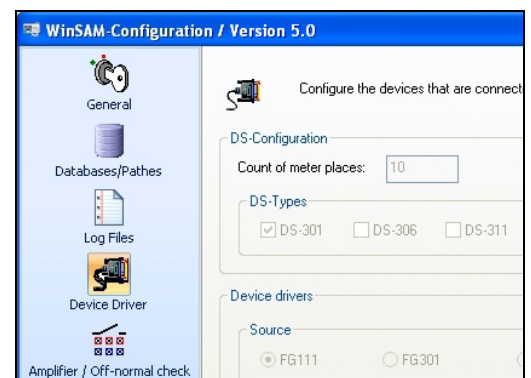 WinSAM-Configuration / Version 5.0
General
Databases/Pathes
Log Files
Device Driver
Amplifier / Off-normal check
Configure the devices that are connect
DS-Configuration
Count of meter places: 10
DS-Types
DS-301 DS-306 DS-311
Device drivers
Source
FG111 FG301